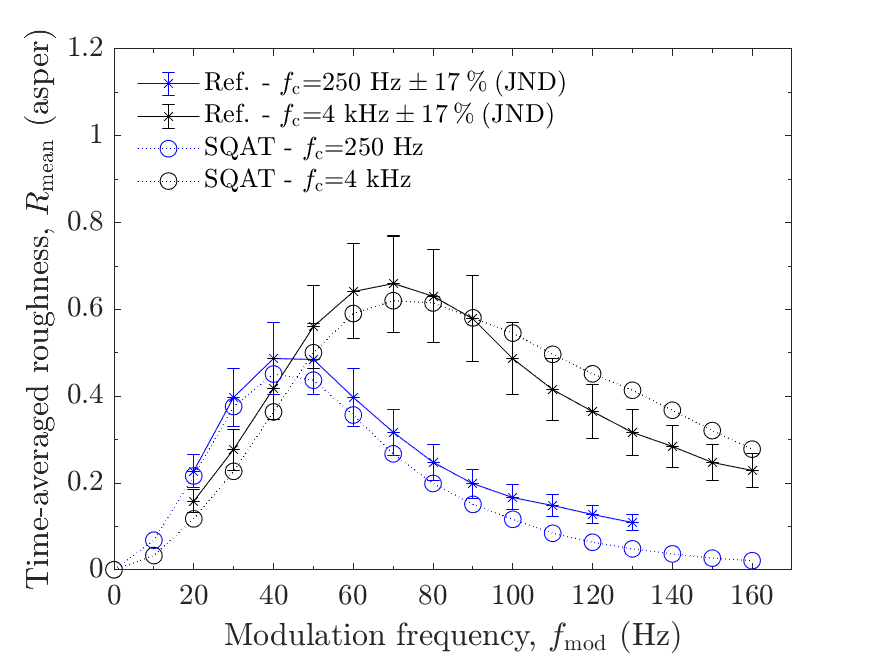 1.2
1
0.8
0.6
0.4
0.2
0
Time-averaged roughness, R_mean (asper)
Ref. - f_c=250 Hz ± 17 % (JND)
Ref. - f_c=4 kHz ± 17 % (JND)
SQAT - f_c=250 Hz
SQAT - f_c=4 kHz
0 20 40 60 80 100 120 140 160
Modulation frequency, f_mod (Hz)